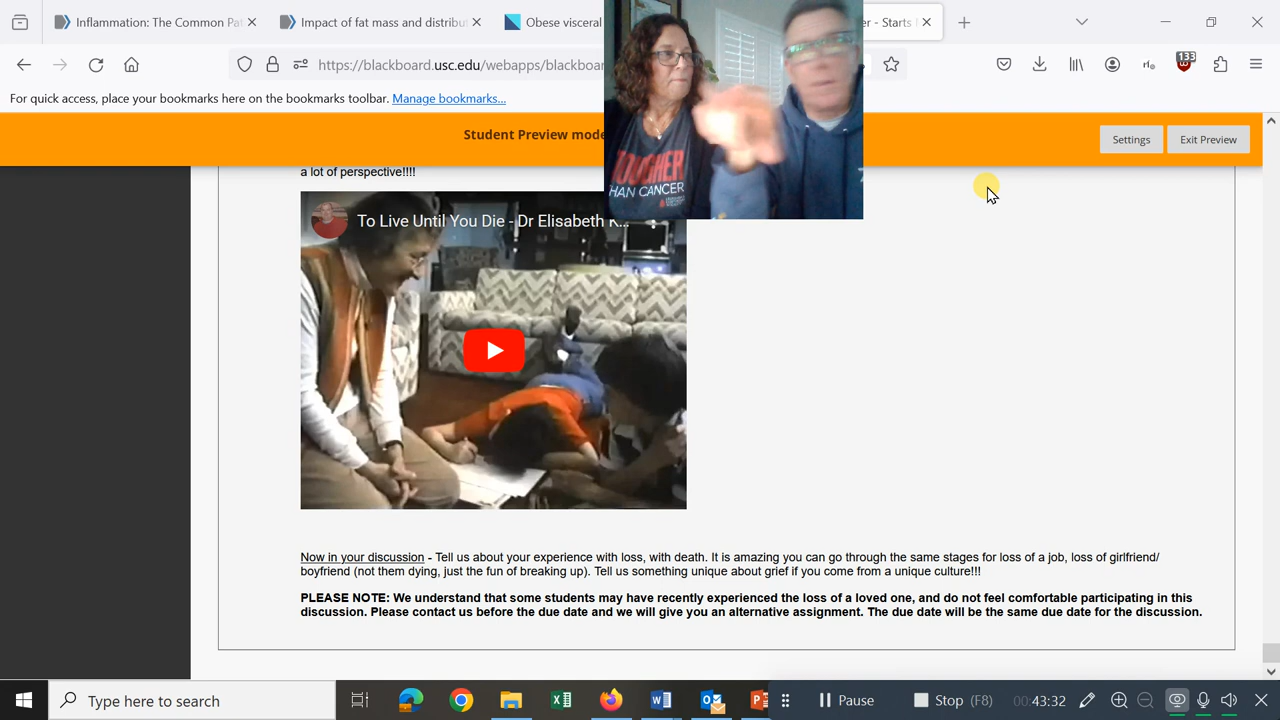 Inflammation: The Common Pa
Impact of fat mass and distribut
Obese visceral
er - Starts
https://blackboard.usc.edu/webapps/blackboa
133
For quick access, place your bookmarks here on the bookmarks toolbar. Manage bookmarks...
Student Preview mode
Settings
Exit Preview
TOUGHER
THAN CANCER
a lot of perspective!!!!
To Live Until You Die - Dr Elisabeth K...
Now in your discussion - Tell us about your experience with loss, with death. It is amazing you can go through the same stages for loss of a job, loss of girlfriend/
boyfriend (not them dying, just the fun of breaking up). Tell us something unique about grief if you come from a unique culture!!!
PLEASE NOTE: We understand that some students may have recently experienced the loss of a loved one, and do not feel comfortable participating in this
discussion. Please contact us before the due date and we will give you an alternative assignment. The due date will be the same due date for the discussion.
Type here to search
Pause
Stop (F8)
00:43:32